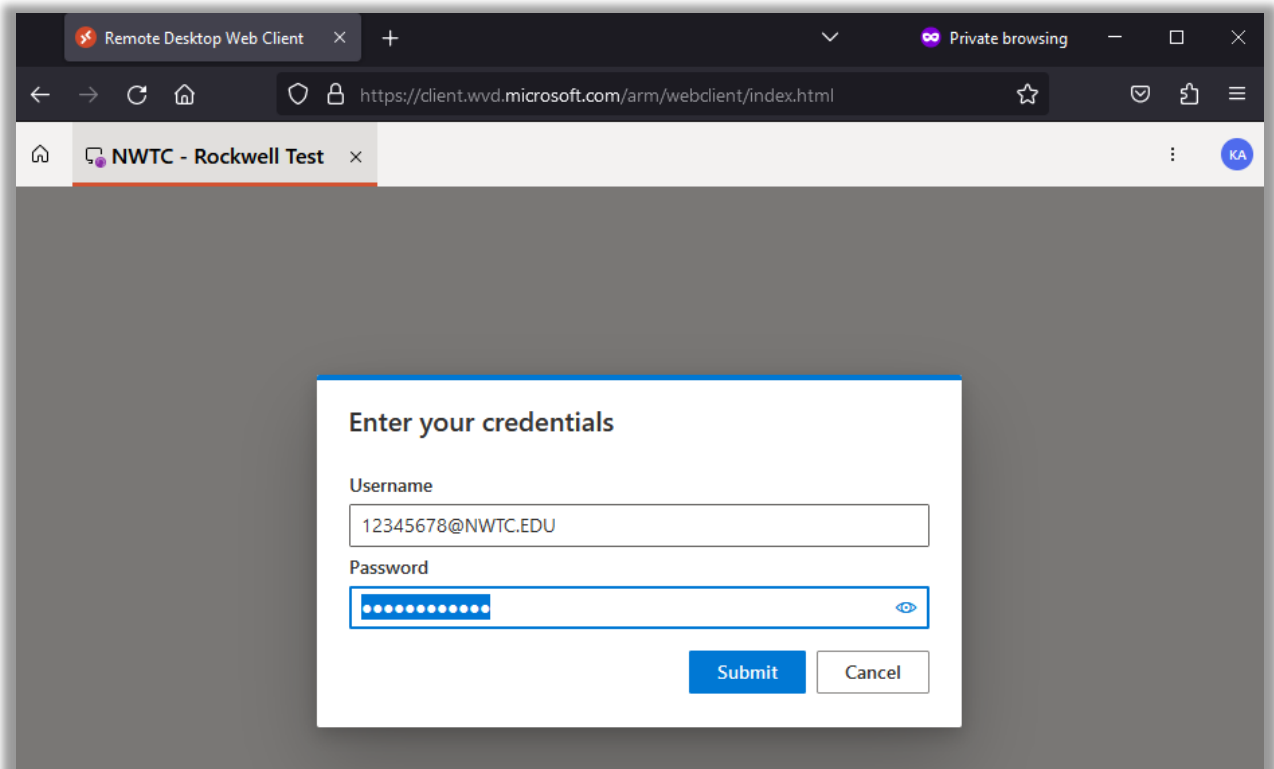 Remote Desktop Web Client
Private browsing
https://client.wvd.microsoft.com/arm/webclient/index.html
NWTC - Rockwell Test
KA
Enter your credentials
Username
12345678@NWTC.EDU
Password
●●●●●●●●●●●●
Submit
Cancel